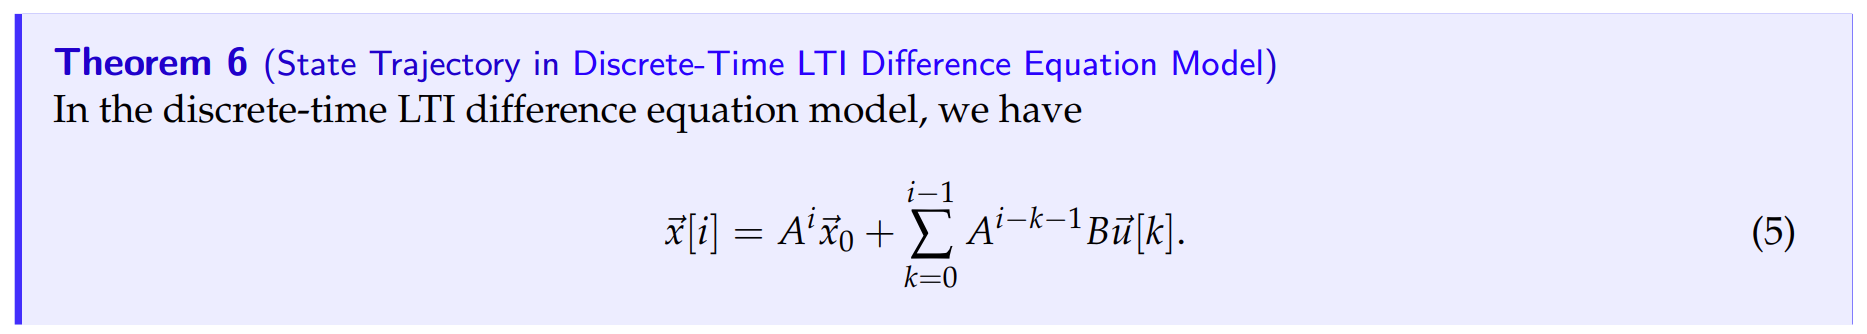 Theorem 6 (State Trajectory in Discrete-Time LTI Difference Equation Model)
In the discrete-time LTI difference equation model, we have
$$\vec{x}[i] = A^i \vec{x}_0 + \sum_{k=0}^{i-1} A^{i-k-1} B \vec{u}[k]. \quad (5)$$